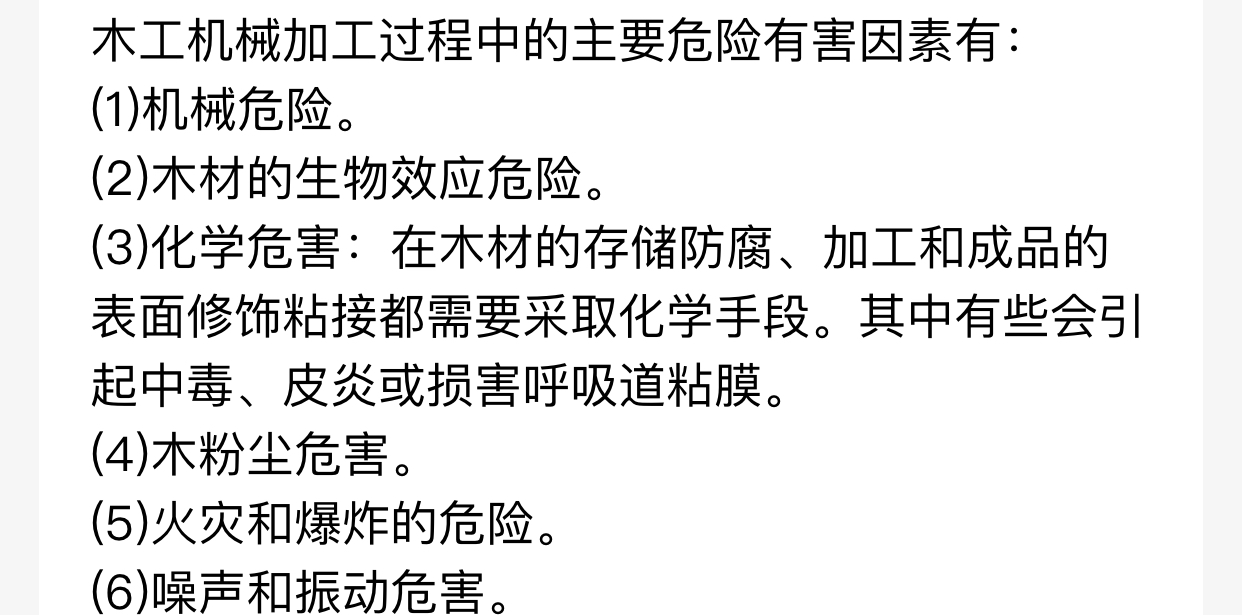 木工机械加工过程中的主要危险有害因素有：
(1)机械危险。
(2)木材的生物效应危险。
(3)化学危害：在木材的存储防腐、加工和成品的
表面修饰粘接都需要采取化学手段。其中有些会引
起中毒、皮炎或损害呼吸道粘膜。
(4)木粉尘危害。
(5)火灾和爆炸的危险。
(6)噪声和振动危害。